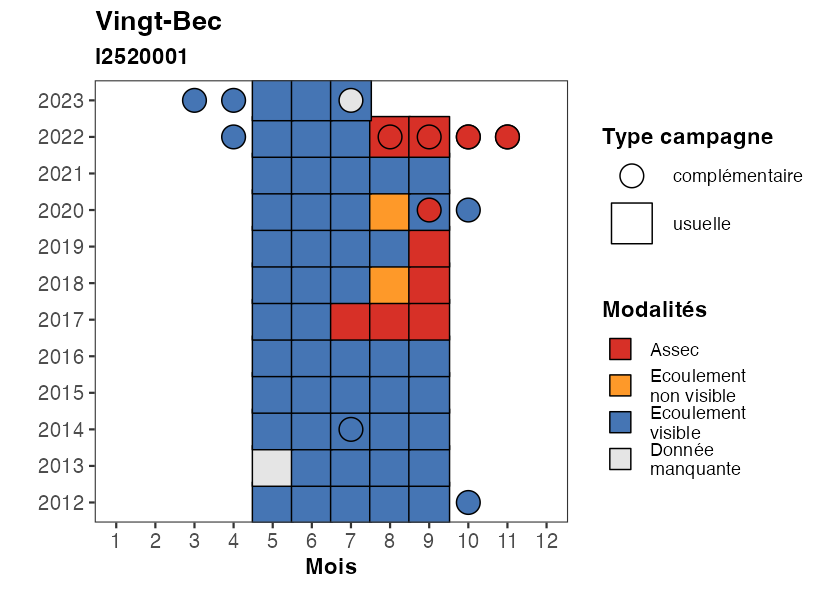 Vingt-Bec
I2520001
2023
2022
2021
2020
2019
2018
2017
2016
2015
2014
2013
2012
1 2 3 4 5 6 7 8 9 10 11 12
Mois
Type campagne
complémentaire
usuelle
Modalités
Assec
Ecoulement
non visible
Ecoulement
visible
Donnée
manquante